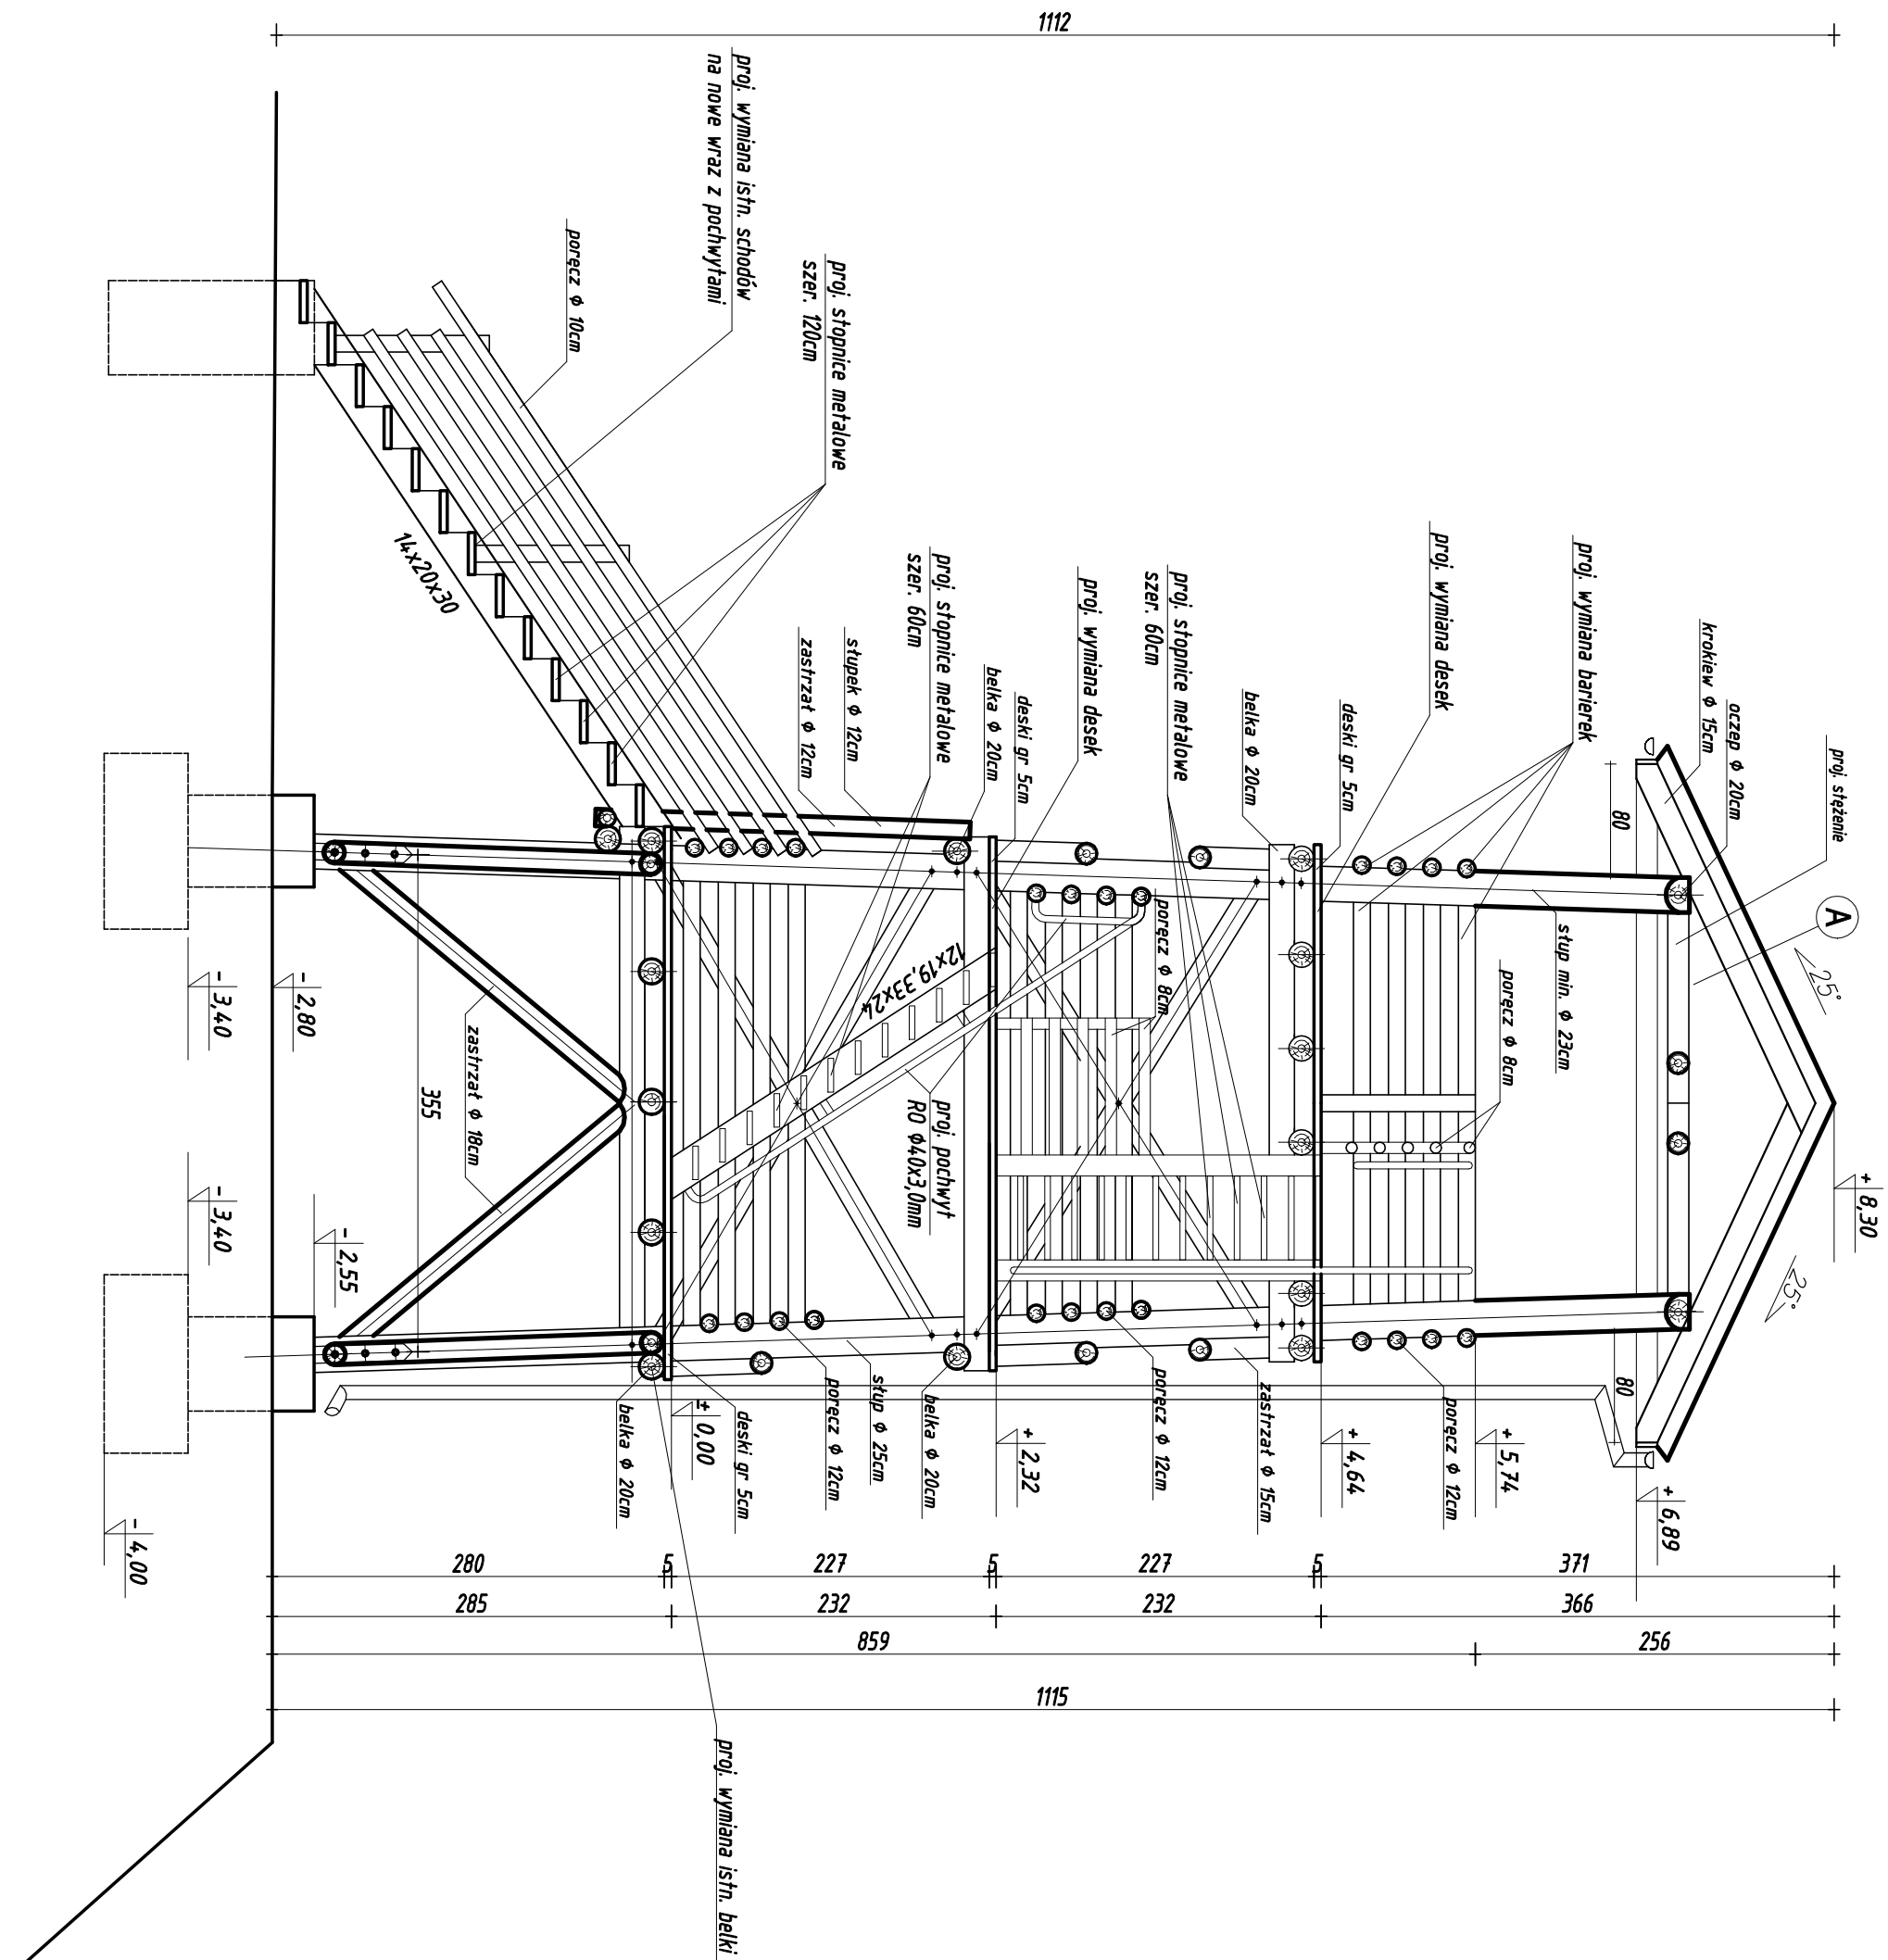 1112
proj. wymiana istn. schodów
na nowe wraz z pochwytami
poręcz ϕ 10cm
proj. stopnice metalowe
szer. 120cm
14x20x30
proj. stopnice metalowe
szer. 60cm
słupek ϕ 12cm
zastrzał ϕ 12cm
belka ϕ 20cm
deski gr 5cm
proj. wymiana desek
proj. stopnice metalowe
szer. 60cm
belka ϕ 20cm
deski gr 5cm
proj. wymiana desek
proj. wymiana barierek
krokiew ϕ 15cm
oczep ϕ 20cm
proj. stężenie
80
A
25°
25°
słup min. ϕ 23cm
poręcz ϕ 8cm
poręcz ϕ 8cm
12x19,33x24
proj. pochwyt
RO ϕ40x3,0mm
zastrzał ϕ 18cm
355
- 3,40
- 2,80
- 3,40
- 2,55
- 4,00
± 0,00
+ 2,32
+ 4,64
+ 5,74
+ 6,89
+ 8,30
80
poręcz ϕ 12cm
zastrzał ϕ 15cm
poręcz ϕ 12cm
belka ϕ 20cm
słup ϕ 25cm
poręcz ϕ 12cm
deski gr 5cm
belka ϕ 20cm
280
5
227
5
227
5
371
285
232
232
366
859
256
1115
proj. wymiana istn. belki